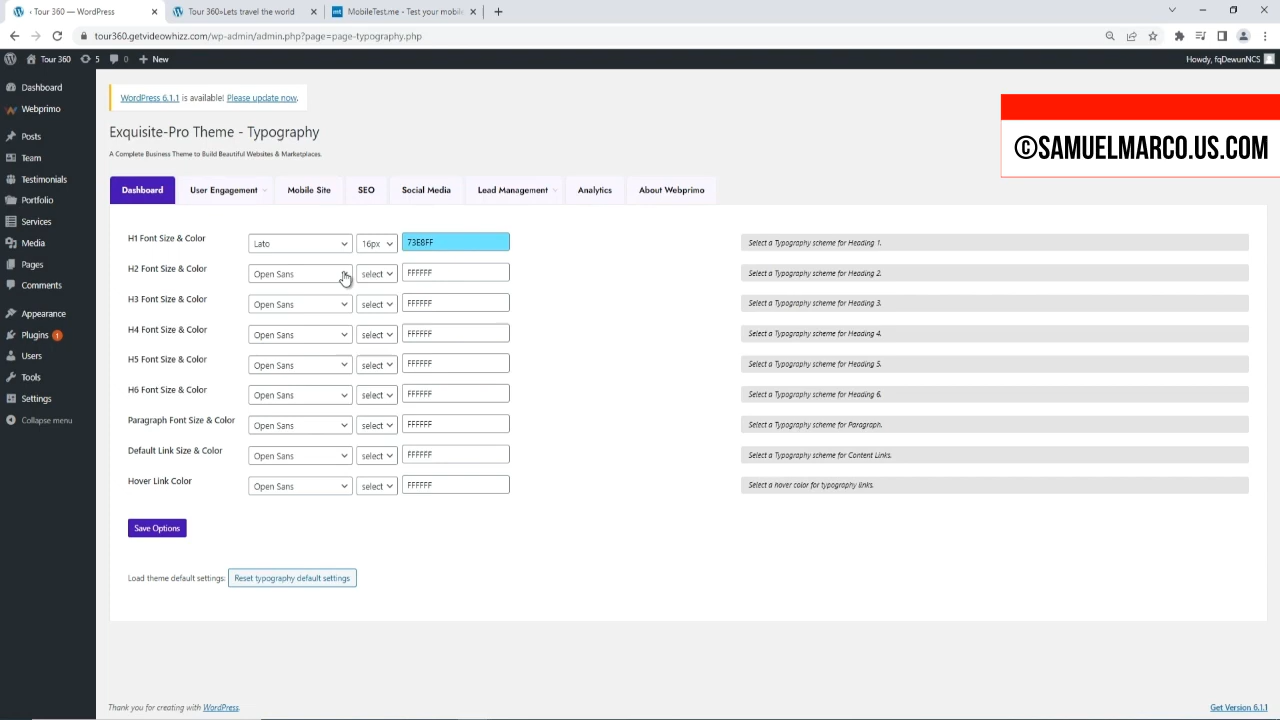 ‹ Tour 360 — WordPress
Tour 360»Lets travel the world
MobileTest.me - Test your mobile
tour360.getvideowhizz.com/wp-admin/admin.php?page=page-typography.php
Tour 360
5
0
New
Howdy, fqDewunNCS
Dashboard
Webprimo
Posts
Team
Testimonials
Portfolio
Services
Media
Pages
Comments
Appearance
Plugins 1
Users
Tools
Settings
Collapse menu
WordPress 6.1.1 is available! Please update now.
©SAMUELMARCO.US.COM
Exquisite-Pro Theme - Typography
A Complete Business Theme to Build Beautiful Websites & Marketplaces.
Dashboard
User Engagement
Mobile Site
SEO
Social Media
Lead Management
Analytics
About Webprimo
H1 Font Size & Color Lato 16px 73E8FF Select a Typography scheme for Heading 1.
H2 Font Size & Color Open Sans select FFFFFF Select a Typography scheme for Heading 2.
H3 Font Size & Color Open Sans select FFFFFF Select a Typography scheme for Heading 3.
H4 Font Size & Color Open Sans select FFFFFF Select a Typography scheme for Heading 4.
H5 Font Size & Color Open Sans select FFFFFF Select a Typography scheme for Heading 5.
H6 Font Size & Color Open Sans select FFFFFF Select a Typography scheme for Heading 6.
Paragraph Font Size & Color Open Sans select FFFFFF Select a Typography scheme for Paragraph.
Default Link Size & Color Open Sans select FFFFFF Select a Typography scheme for Content Links.
Hover Link Color Open Sans select FFFFFF Select a hover color for typography links.
Save Options
Load theme default settings: Reset typography default settings
Thank you for creating with WordPress.
Get Version 6.1.1